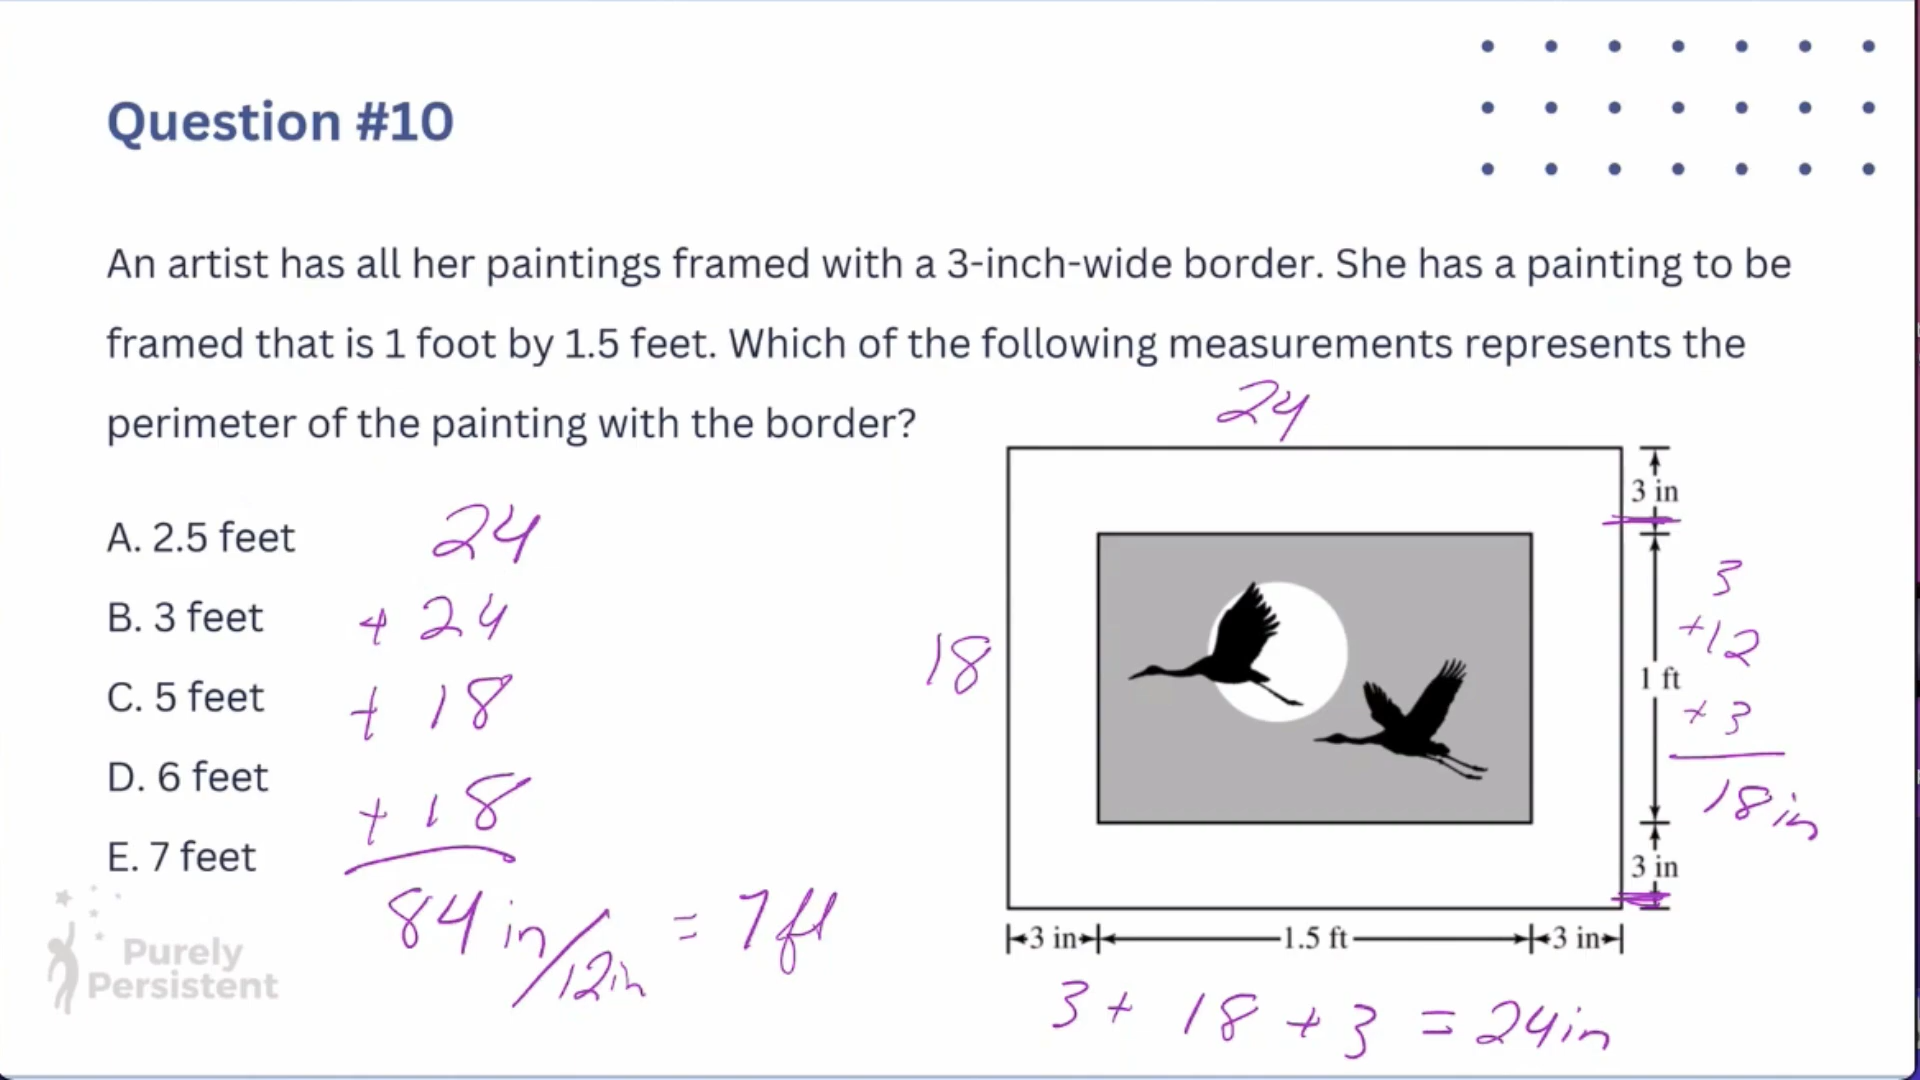 Question #10
An artist has all her paintings framed with a 3-inch-wide border. She has a painting to be
framed that is 1 foot by 1.5 feet. Which of the following measurements represents the
perimeter of the painting with the border?
A. 2.5 feet
B. 3 feet
C. 5 feet
D. 6 feet
E. 7 feet
24
+ 24
+ 18
+ 18
84 in/12in = 7ft
24
18
3 in
1 ft
3 in
3
+12
+ 3
18in
3 in
1.5 ft
3 in
3 + 18 + 3 = 24in
Purely
Persistent